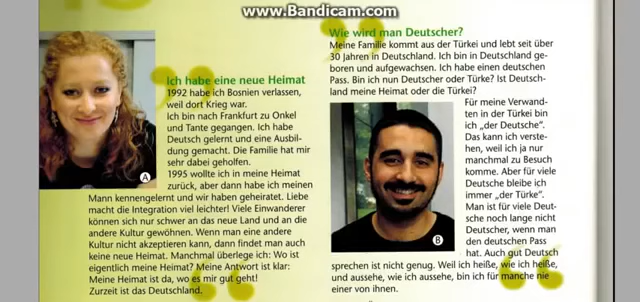 www.Bandicam.com
Ich habe eine neue Heimat
1992 habe ich Bosnien verlassen,
weil dort Krieg war.
Ich bin nach Frankfurt zu Onkel
und Tante gegangen. Ich habe
Deutsch gelernt und eine Ausbil-
dung gemacht. Die Familie hat mir
sehr dabei geholfen.
1995 wollte ich in meine Heimat
zurück, aber dann habe ich meinen
Mann kennengelernt und wir haben geheiratet. Liebe
macht die Integration viel leichter! Viele Einwanderer
können sich nur schwer an das neue Land und an die
andere Kultur gewöhnen. Wenn man eine andere
Kultur nicht akzeptieren kann, dann findet man auch
keine neue Heimat. Manchmal überlege ich: Wo ist
eigentlich meine Heimat? Meine Antwort ist klar:
Meine Heimat ist da, wo es mir gut geht!
Zurzeit ist das Deutschland.
A
Wie wird man Deutscher?
Meine Familie kommt aus der Türkei und lebt seit über
30 Jahren in Deutschland. Ich bin in Deutschland ge-
boren und aufgewachsen. Ich habe einen deutschen
Pass. Bin ich nun Deutscher oder Türke? Ist Deutsch-
land meine Heimat oder die Türkei?
Für meine Verwand-
ten in der Türkei bin
ich „der Deutsche“.
Das kann ich verste-
hen, weil ich ja nur
manchmal zu Besuch
komme. Aber für viele
Deutsche bleibe ich
immer „der Türke“.
Man ist für viele Deut-
sche noch lange nicht
Deutscher, wenn man
den deutschen Pass
hat. Auch gut Deutsch
sprechen ist nicht genug. Weil ich heiße, wie ich heiße,
und aussehe, wie ich aussehe, bin ich für manche nie
einer von ihnen.
B